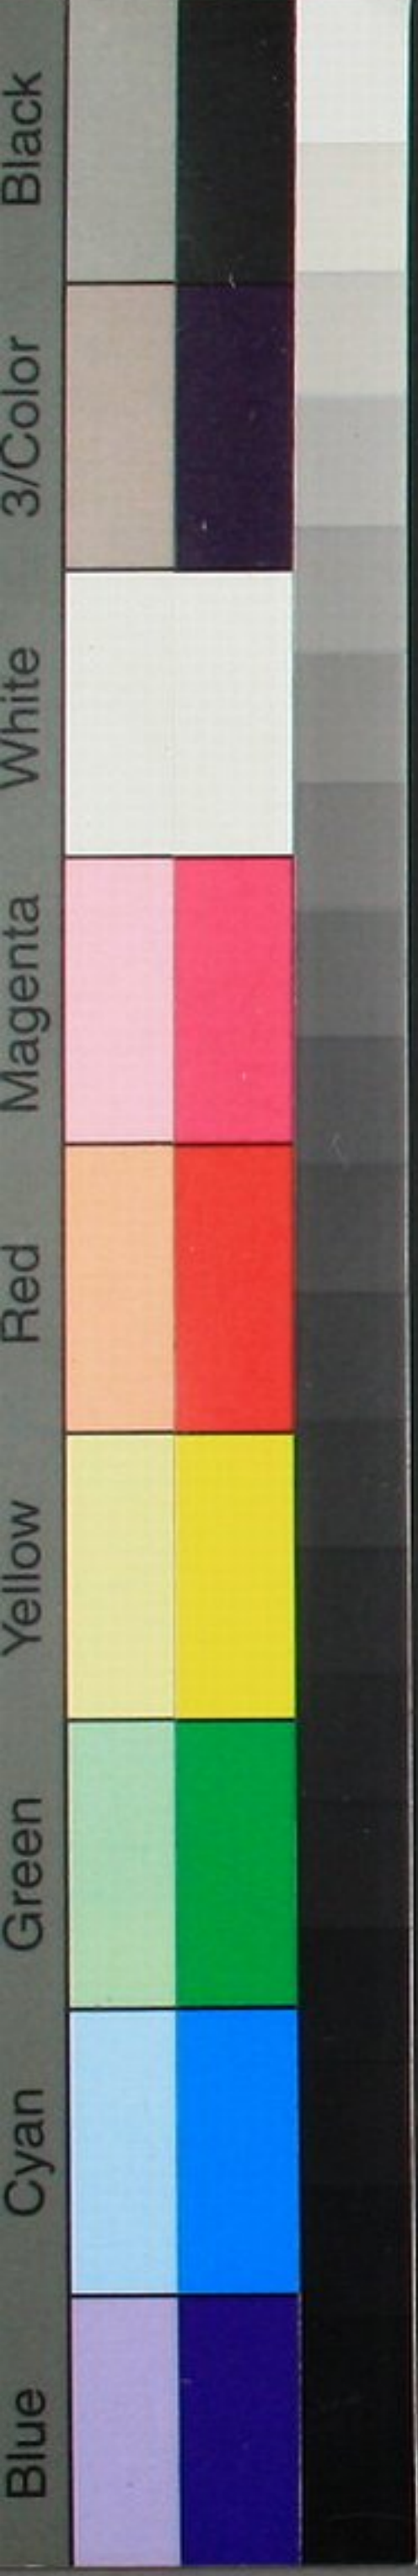 Blue
Cyan
Green
Yellow
Red
Magenta
White
3/Color
Black